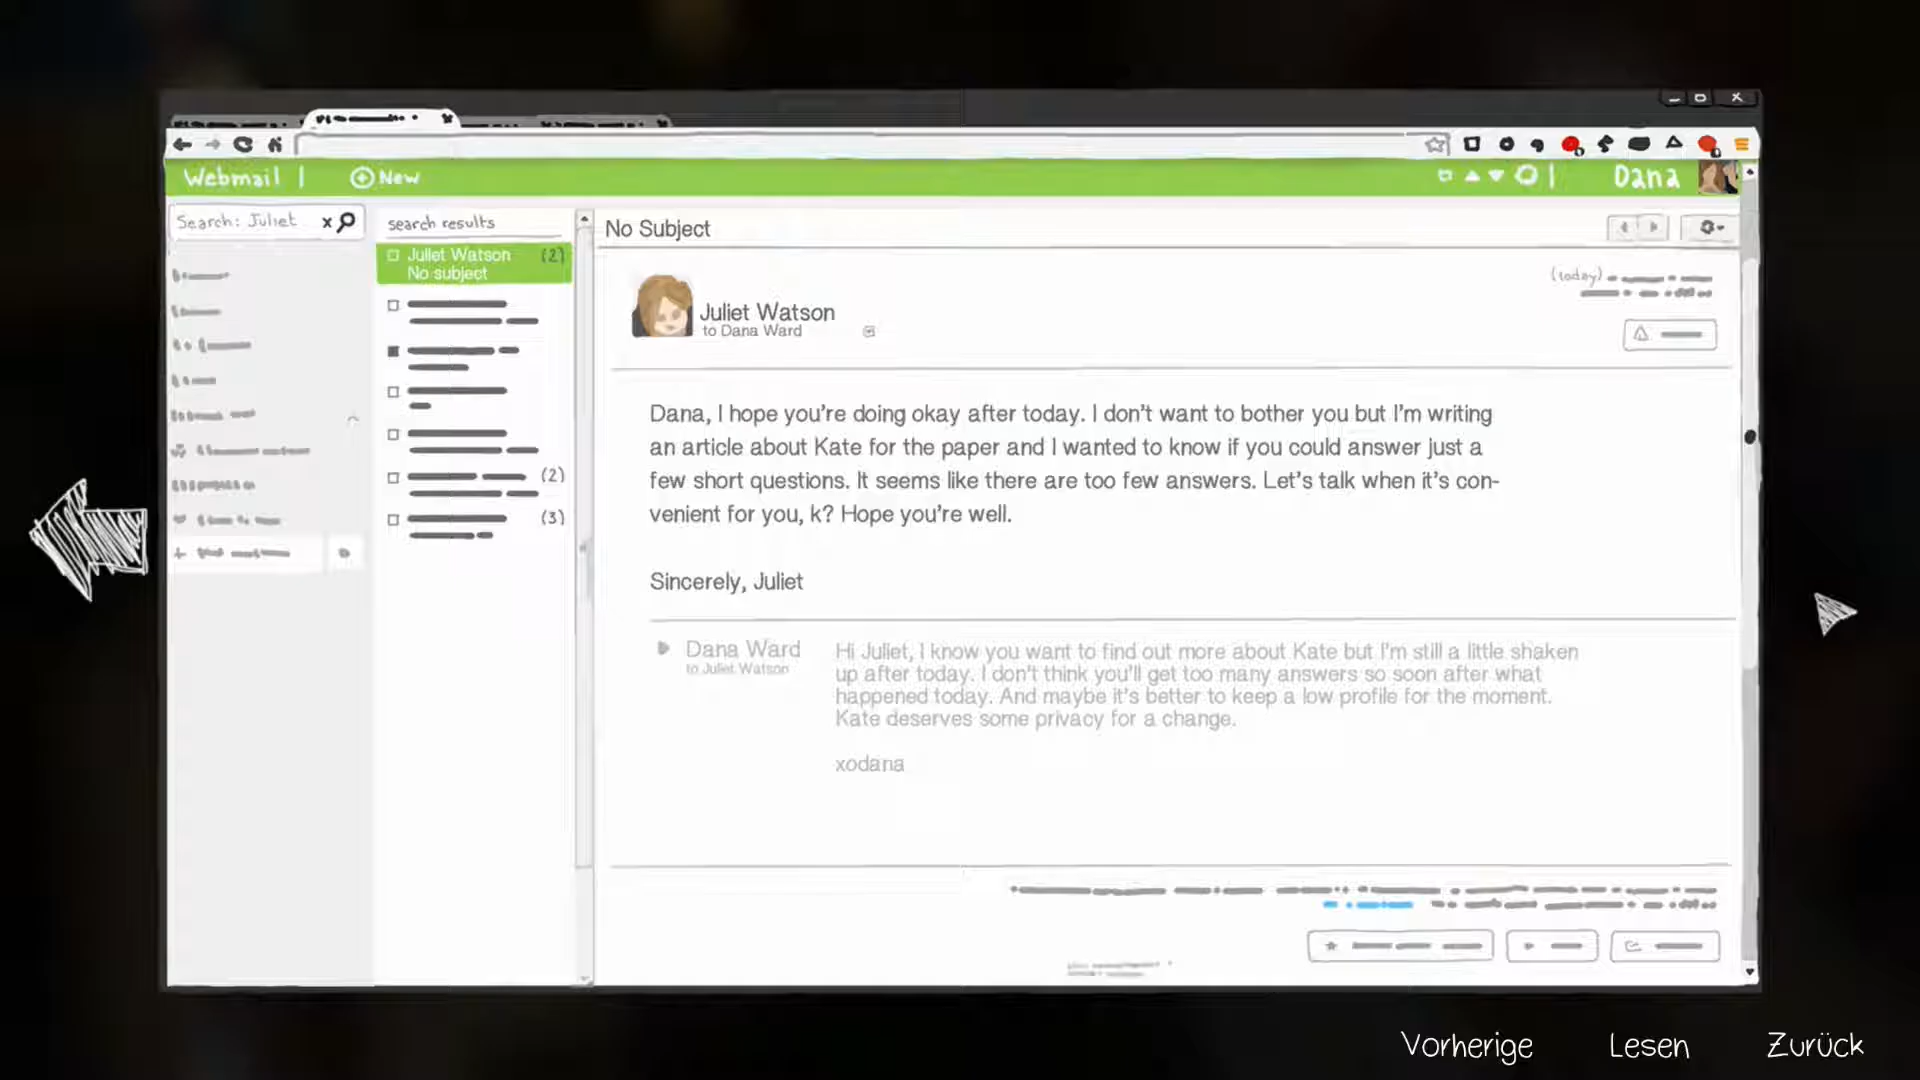 Webmail | New
Dana
Search: Juliet x
search results
Juliet Watson (2)
No subject
(2)
(3)
No Subject
(today)
Juliet Watson
to Dana Ward
Dana, I hope you're doing okay after today. I don't want to bother you but I'm writing
an article about Kate for the paper and I wanted to know if you could answer just a
few short questions. It seems like there are too few answers. Let's talk when it's con-
venient for you, k? Hope you're well.
Sincerely, Juliet
Dana Ward
to Juliet Watson
Hi Juliet, I know you want to find out more about Kate but I'm still a little shaken
up after today. I don't think you'll get too many answers so soon after what
happened today. And maybe it's better to keep a low profile for the moment.
Kate deserves some privacy for a change.
xodana
Vorherige Lesen Zurück